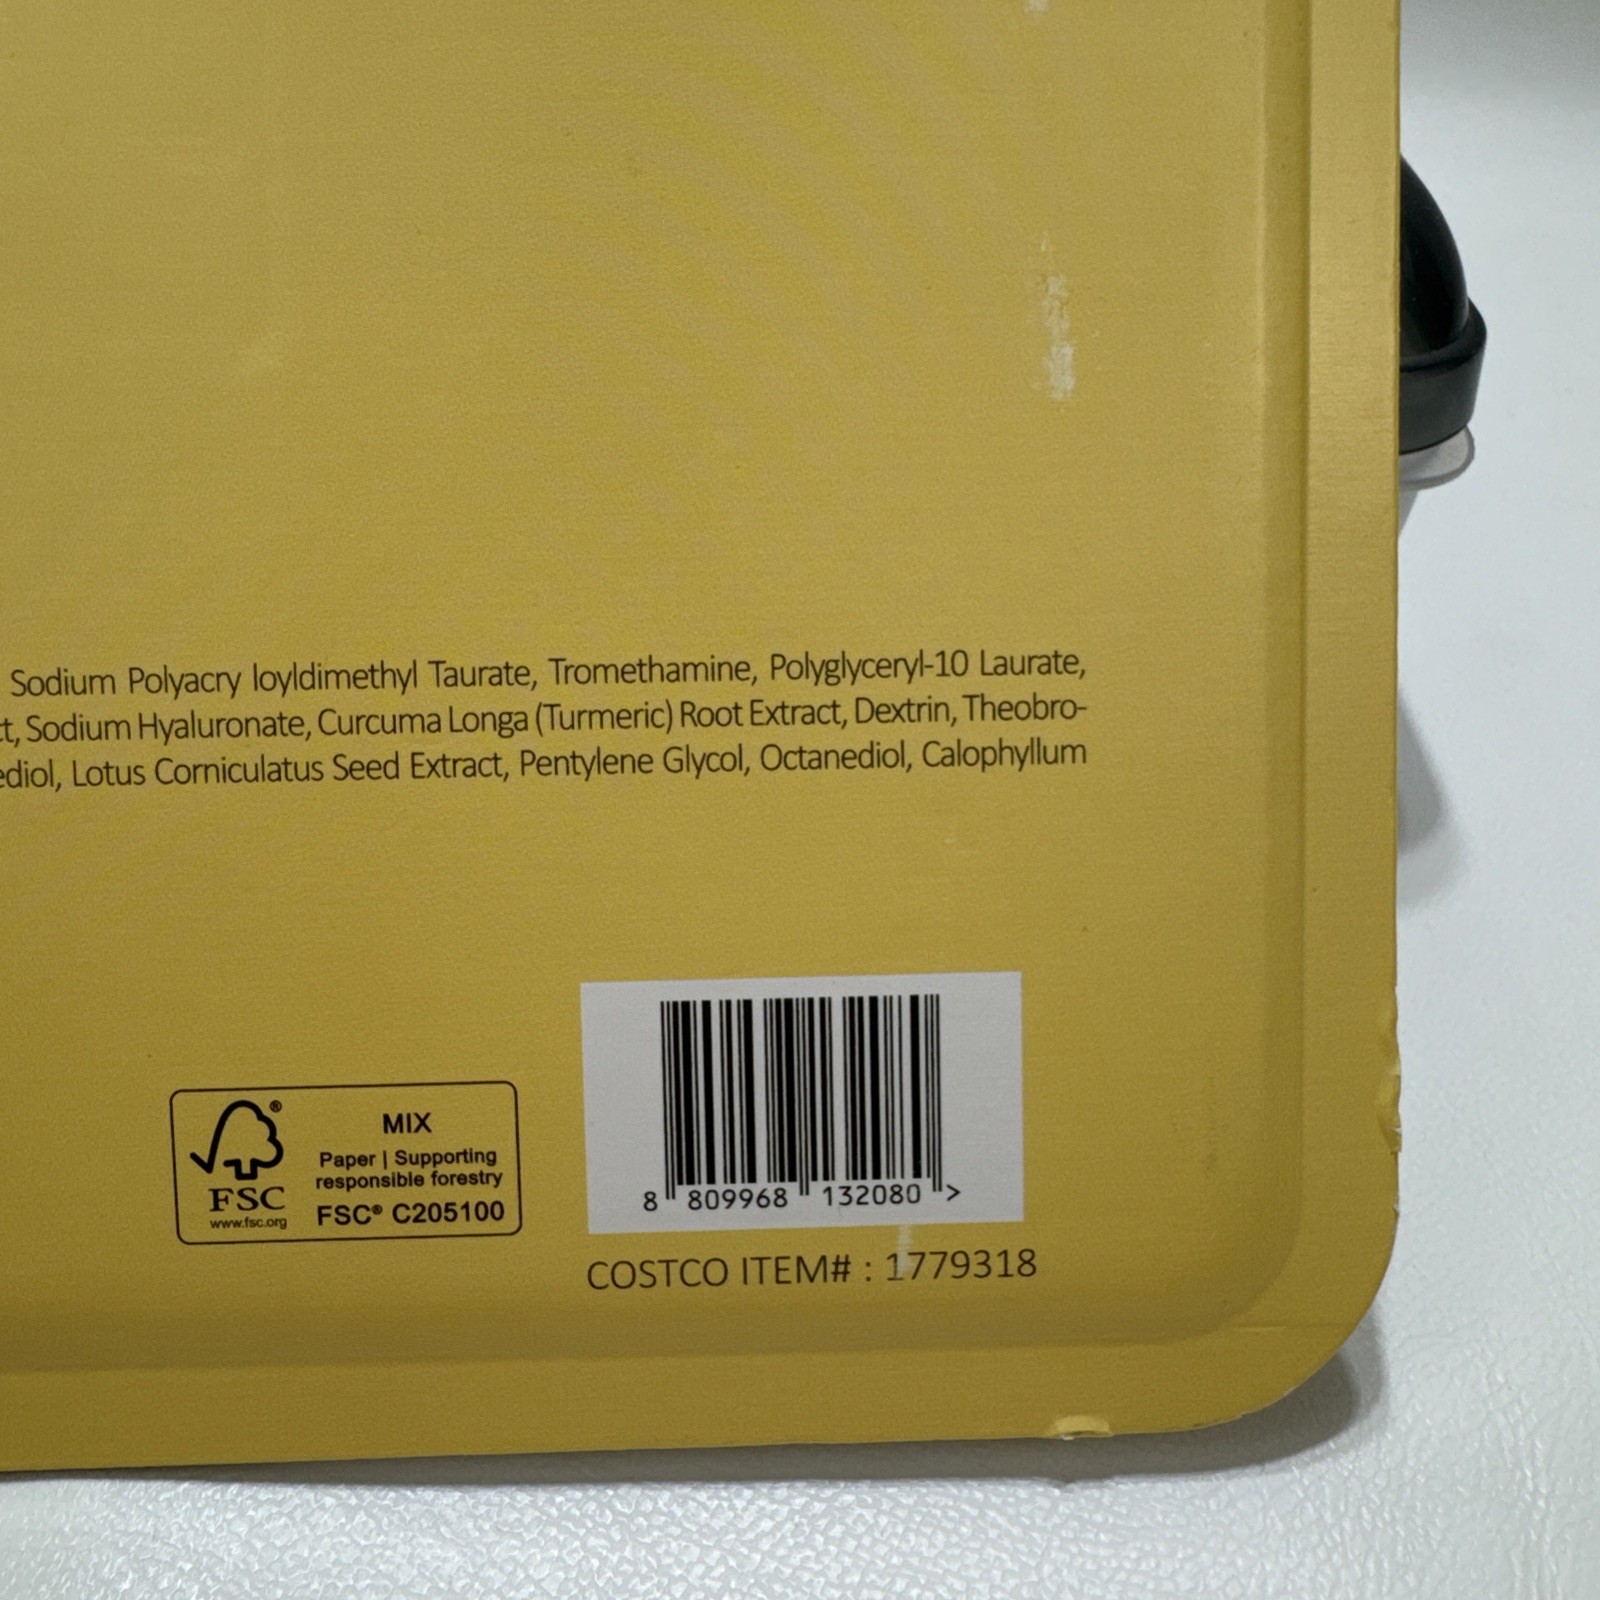 Sodium Polyacry loyldimethyl Taurate, Tromethamine, Polyglyceryl-10 Laurate,
ct, Sodium Hyaluronate, Curcuma Longa (Turmeric) Root Extract, Dextrin, Theobro-
ediol, Lotus Corniculatus Seed Extract, Pentylene Glycol, Octanediol, Calophyllum
®
MIX
Paper | Supporting
responsible forestry
FSC
www.fsc.org
FSC® C205100
8 809968 132080 >
COSTCO ITEM# : 1779318